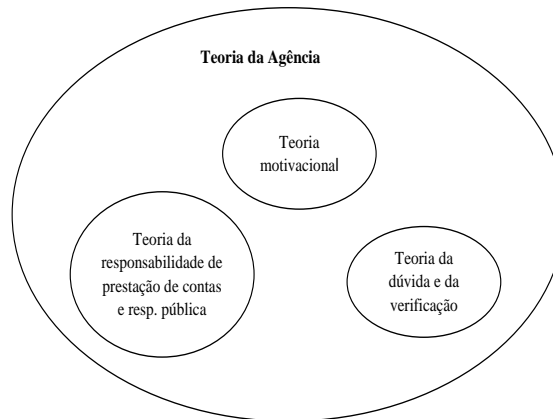 Teoria da Agência
Teoria
motivacional
Teoria da
responsabilidade de
prestação de contas
e resp. pública
Teoria da
dúvida e da
verificação